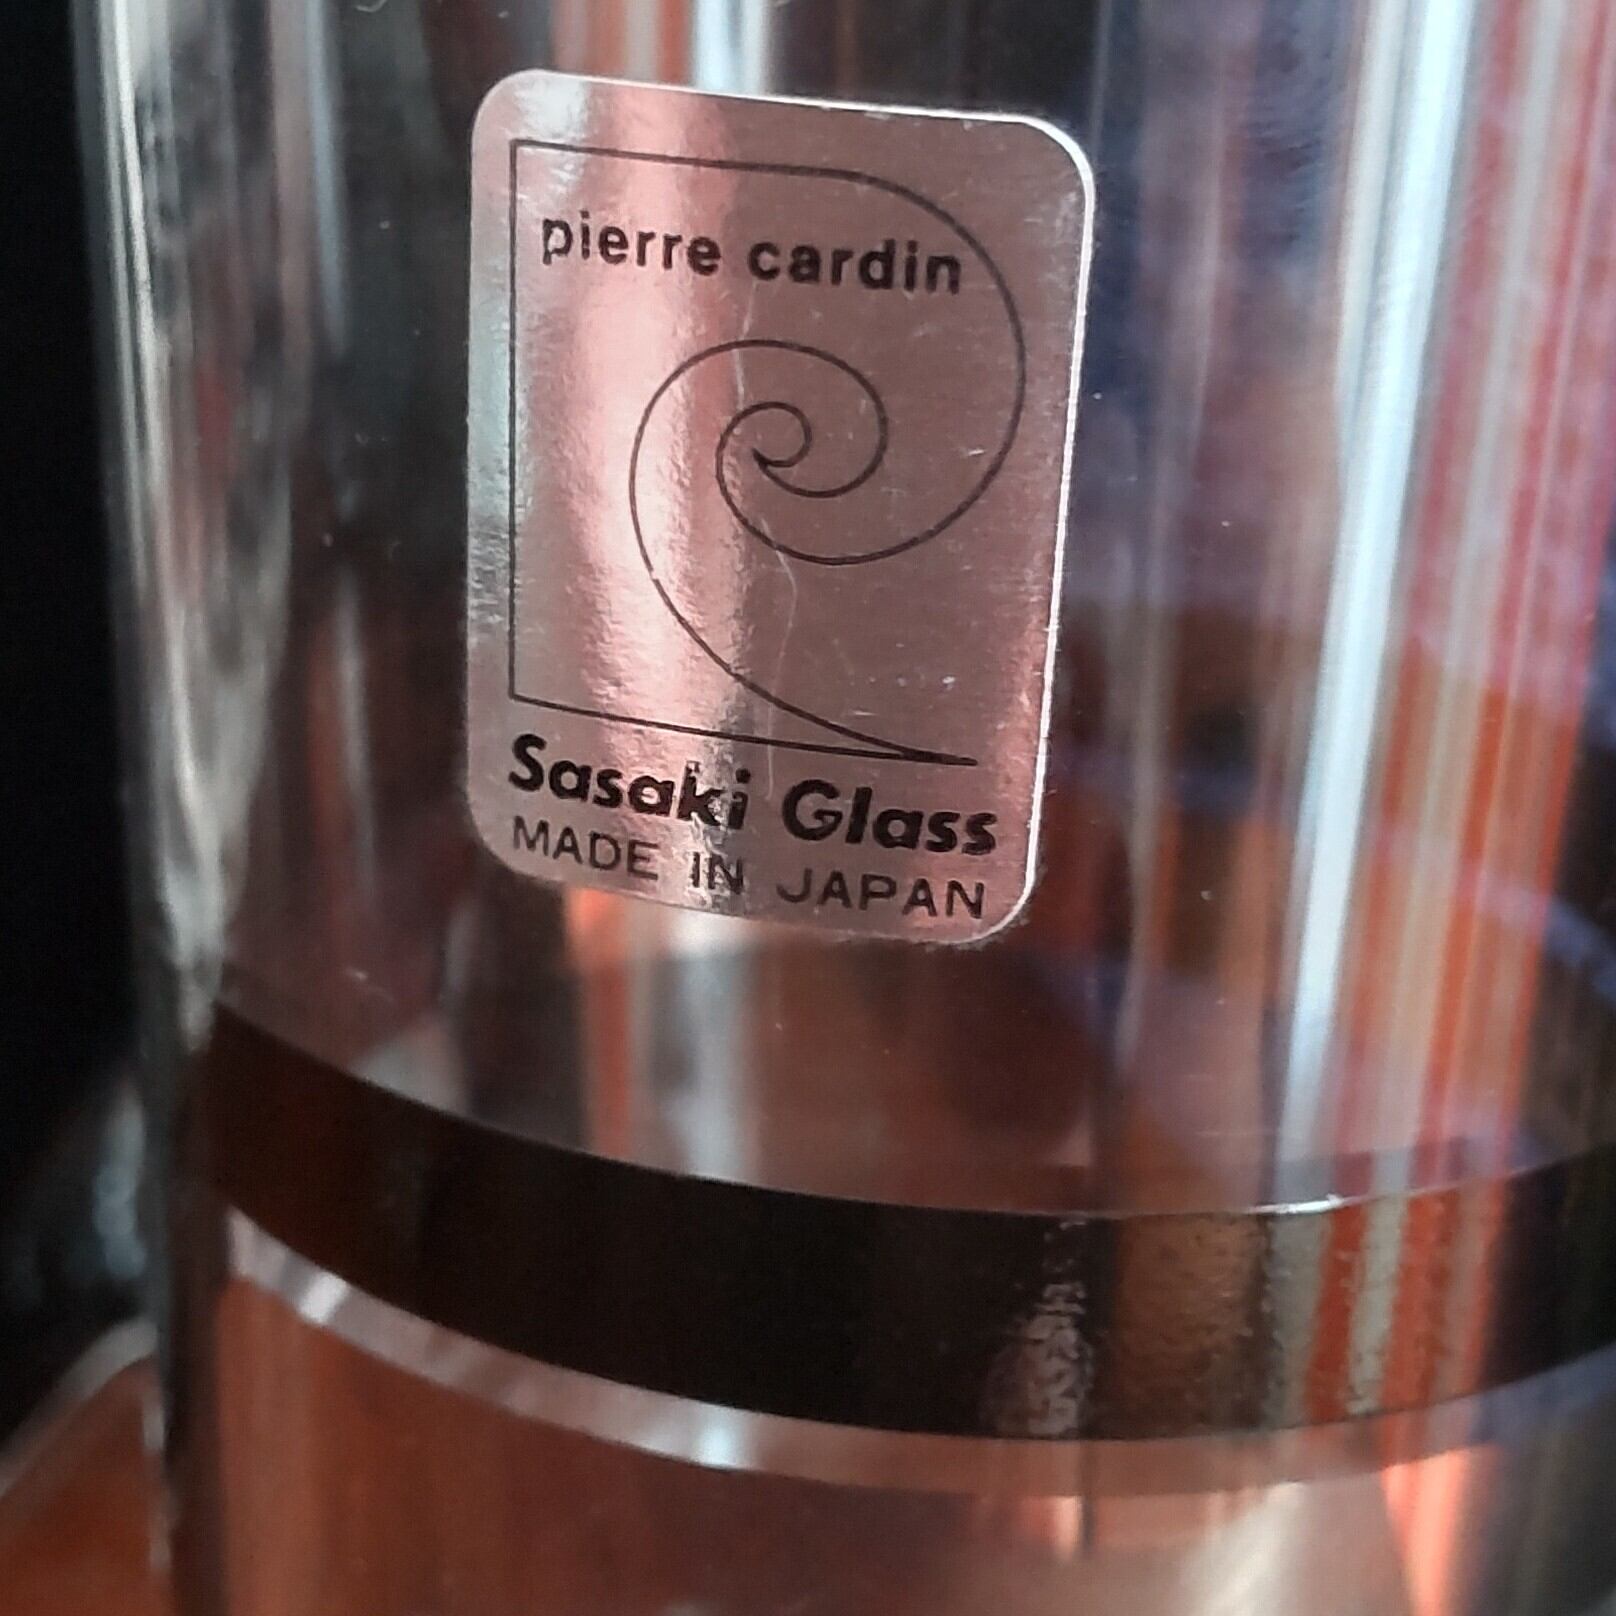 pierre cardin
Sasaki Glass
MADE IN JAPAN